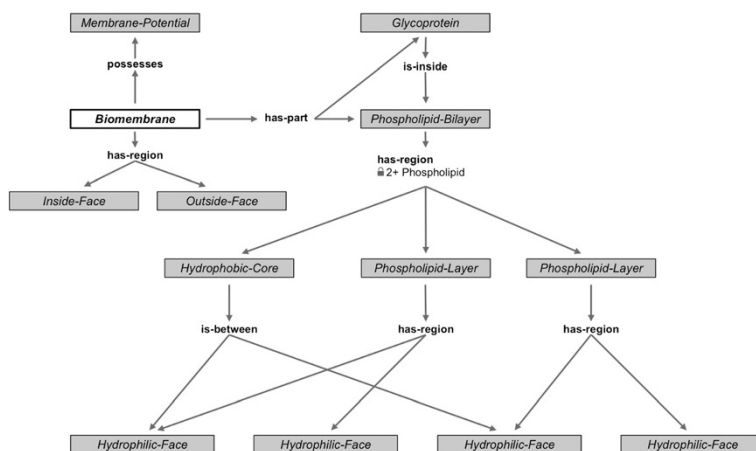 Membrane-Potential
Glycoprotein
possesses
is-inside
Biomembrane
has-part
Phospholipid-Bilayer
has-region
has-region
2+ Phospholipid
Inside-Face
Outside-Face
Hydrophobic-Core
Phospholipid-Layer
Phospholipid-Layer
is-between
has-region
has-region
Hydrophilic-Face
Hydrophilic-Face
Hydrophilic-Face
Hydrophilic-Face